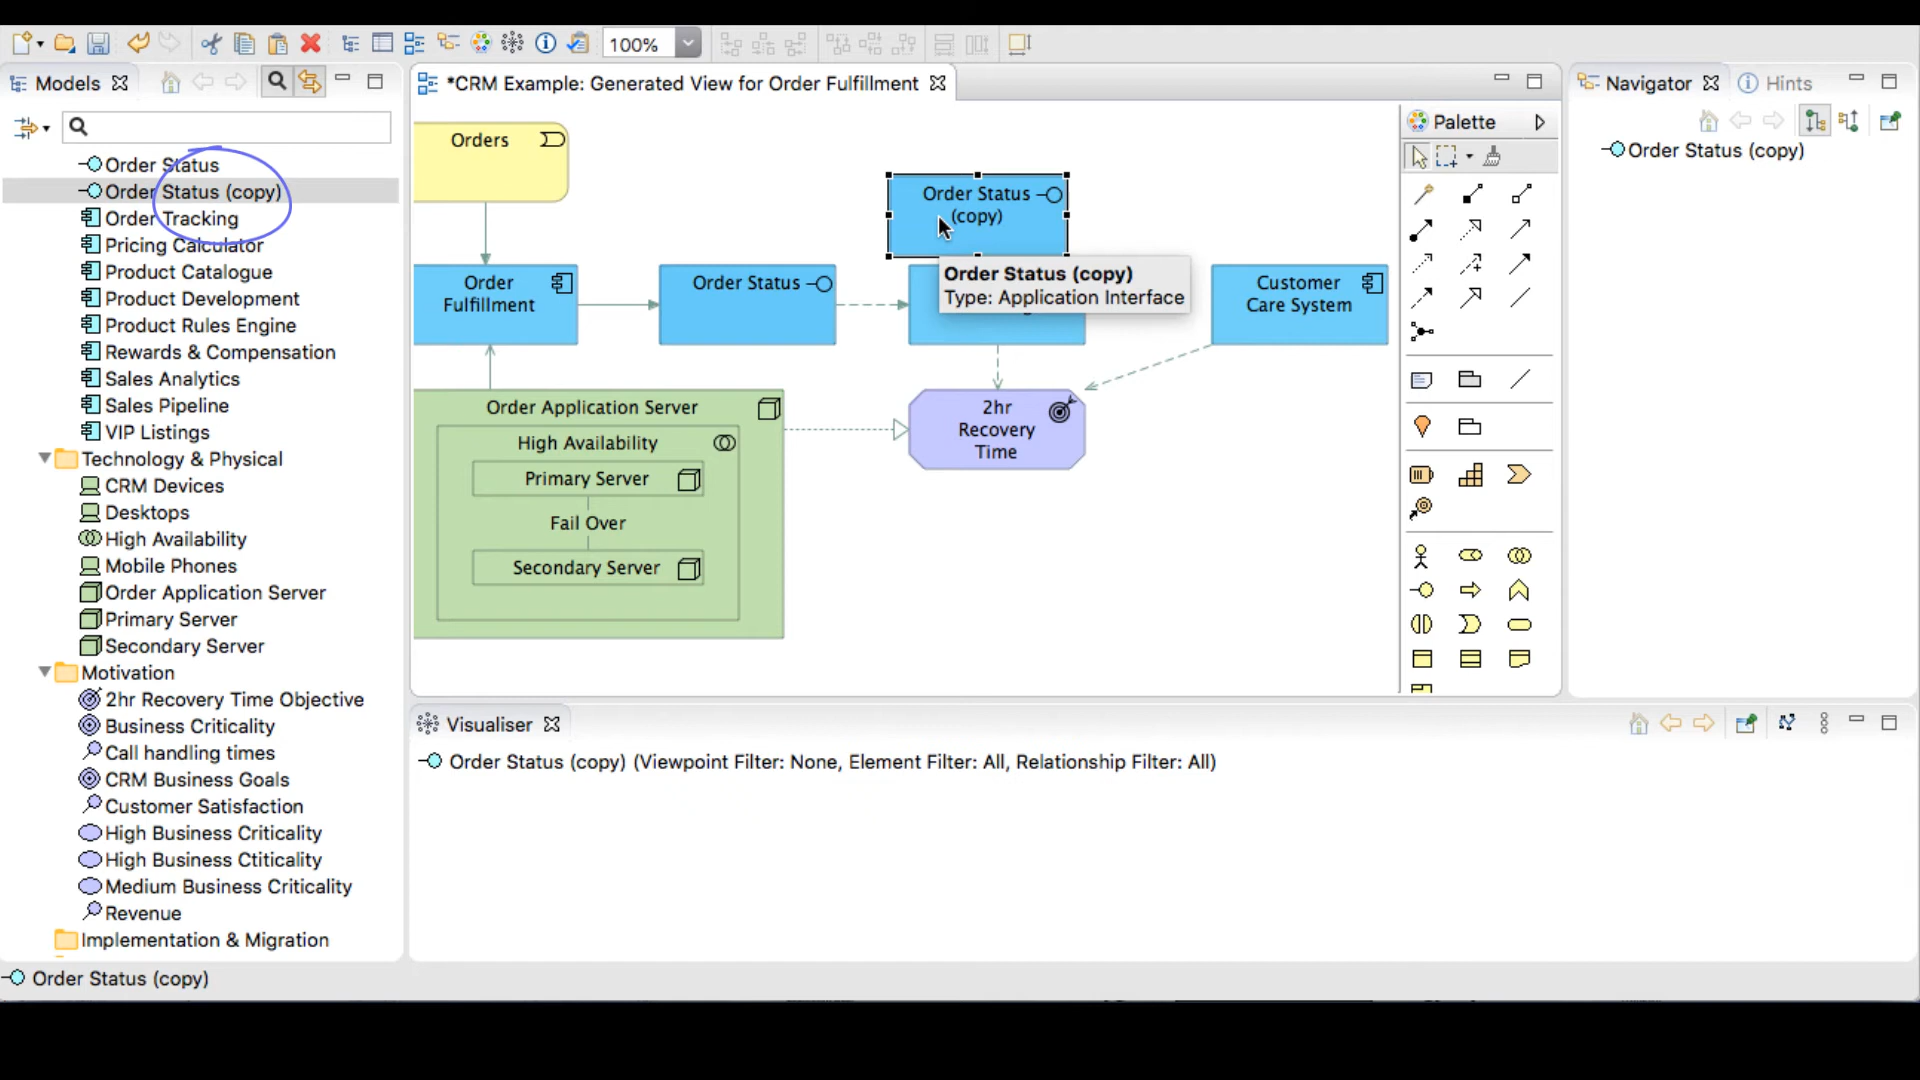 100%
Models
*CRM Example: Generated View for Order Fulfillment
Navigator
Hints
Order Status
Order Status (copy)
Order Tracking
Pricing Calculator
Product Catalogue
Product Development
Product Rules Engine
Rewards & Compensation
Sales Analytics
Sales Pipeline
VIP Listings
Technology & Physical
CRM Devices
Desktops
High Availability
Mobile Phones
Order Application Server
Primary Server
Secondary Server
Motivation
2hr Recovery Time Objective
Business Criticality
Call handling times
CRM Business Goals
Customer Satisfaction
High Business Criticality
High Business Ctiticality
Medium Business Criticality
Revenue
Implementation & Migration
Order Status (copy)
Orders
Order Status
(copy)
Order Status (copy)
Type: Application Interface
Order
Fulfillment
Order Status
Customer
Care System
Order Application Server
High Availability
Primary Server
Fail Over
Secondary Server
2hr
Recovery
Time
Palette
Order Status (copy)
Visualiser
Order Status (copy) (Viewpoint Filter: None, Element Filter: All, Relationship Filter: All)